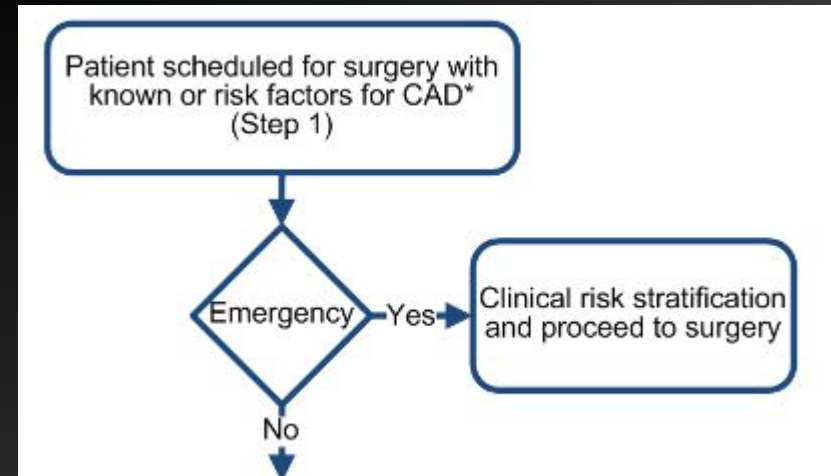 Patient scheduled for surgery with
known or risk factors for CAD*
(Step 1)
Emergency
Yes
Clinical risk stratification
and proceed to surgery
No